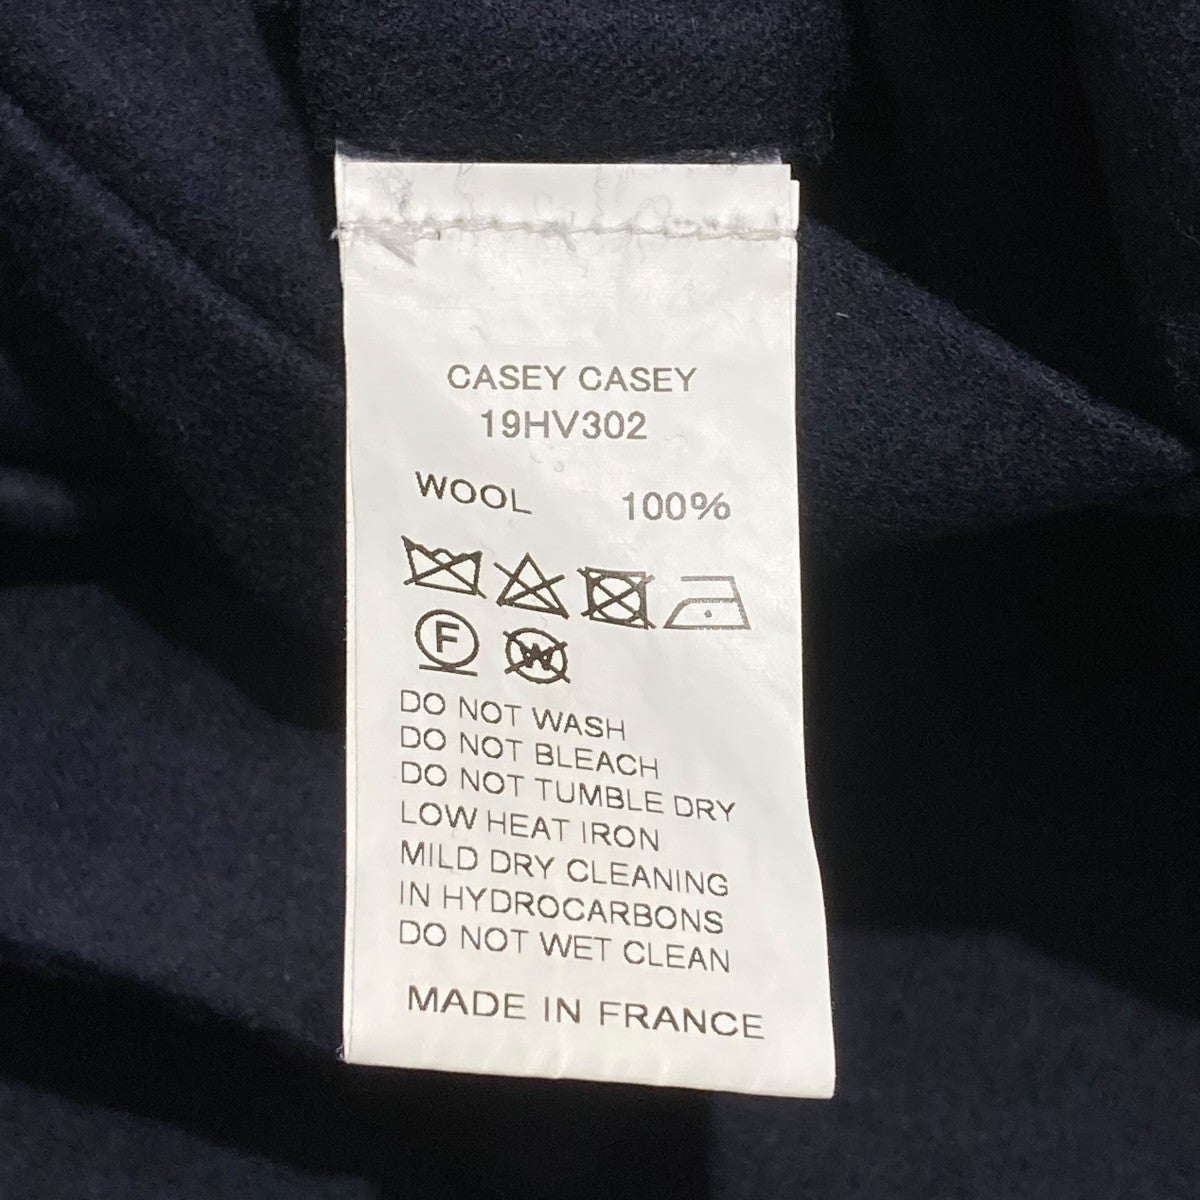 CASEY CASEY
19HV302
WOOL 100%
F W
DO NOT WASH
DO NOT BLEACH
DO NOT TUMBLE DRY
LOW HEAT IRON
MILD DRY CLEANING
IN HYDROCARBONS
DO NOT WET CLEAN
MADE IN FRANCE